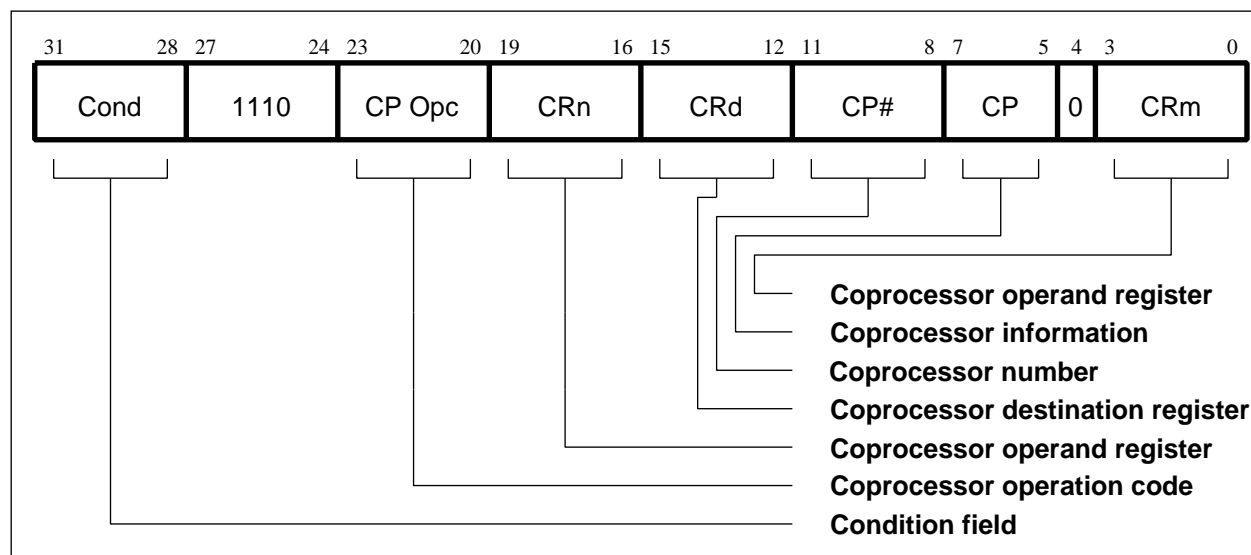 31 28 27 24 23 20 19 16 15 12 11 8 7 5 4 3 0
Cond 1110 CP Opc CRn CRd CP# CP 0 CRm
Coprocessor operand register
Coprocessor information
Coprocessor number
Coprocessor destination register
Coprocessor operand register
Coprocessor operation code
Condition field